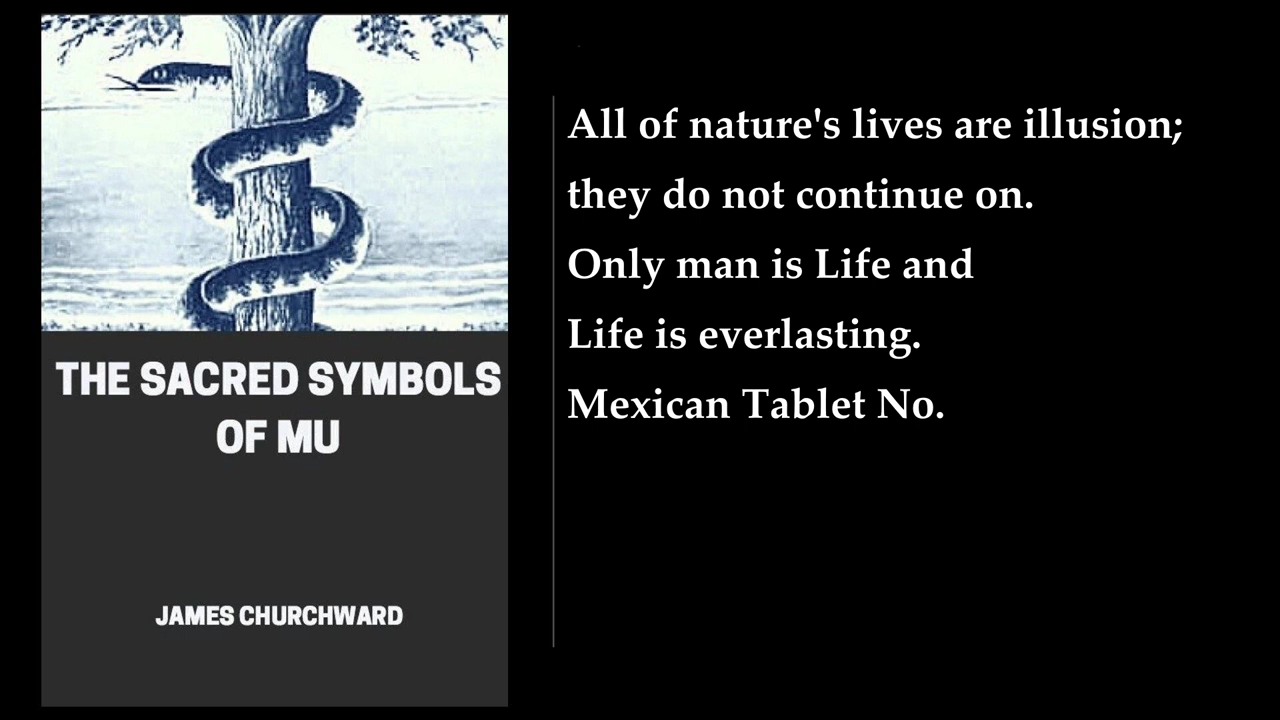 THE SACRED SYMBOLS
OF MU
JAMES CHURCHWARD
All of nature's lives are illusion;
they do not continue on.
Only man is Life and
Life is everlasting.
Mexican Tablet No.